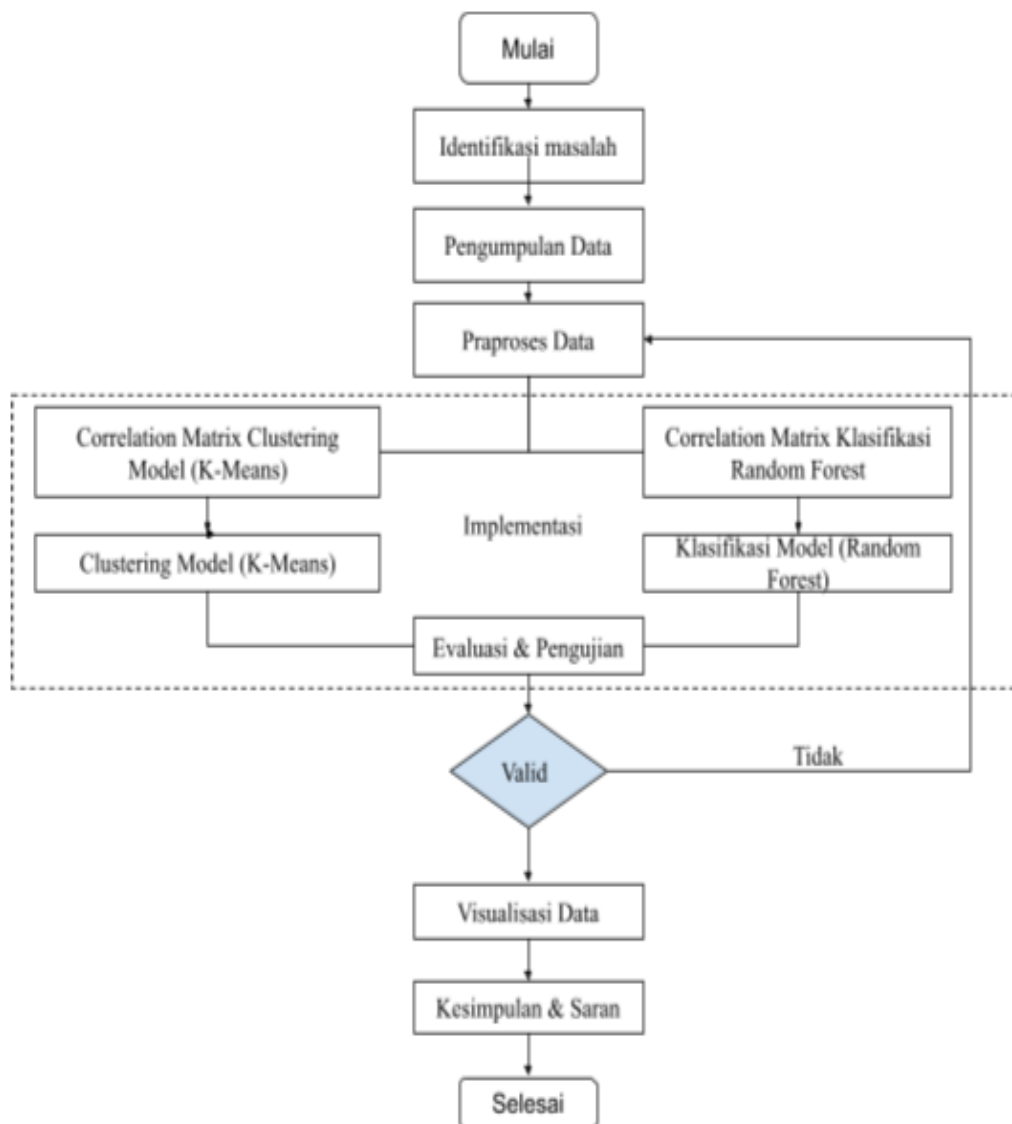 Mulai
Identifikasi masalah
Pengumpulan Data
Praproses Data
Correlation Matrix Clustering
Model (K-Means)
Correlation Matrix Klasifikasi
Random Forest
Implementasi
Clustering Model (K-Means)
Klasifikasi Model (Random
Forest)
Evaluasi & Pengujian
Valid
Tidak
Visualisasi Data
Kesimpulan & Saran
Selesai